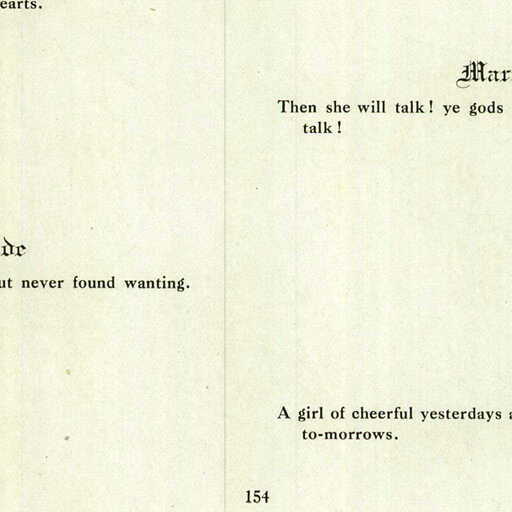 earts.
de
ut never found wanting.
Mar
Then she will talk! ye gods
talk!
A girl of cheerful yesterdays a
to-morrows.
154